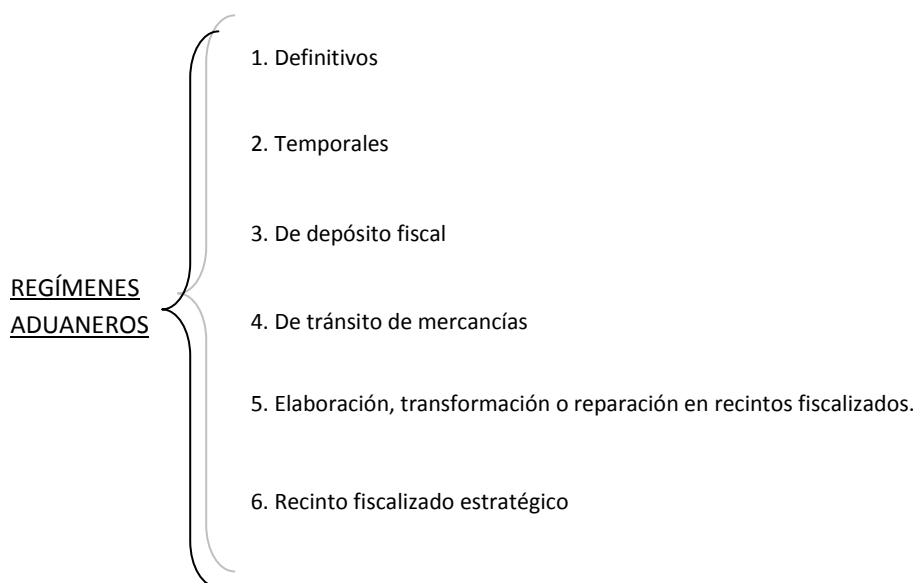 REGÍMENES
ADUANEROS
1. Definitivos
2. Temporales
3. De depósito fiscal
4. De tránsito de mercancías
5. Elaboración, transformación o reparación en recintos fiscalizados.
6. Recinto fiscalizado estratégico